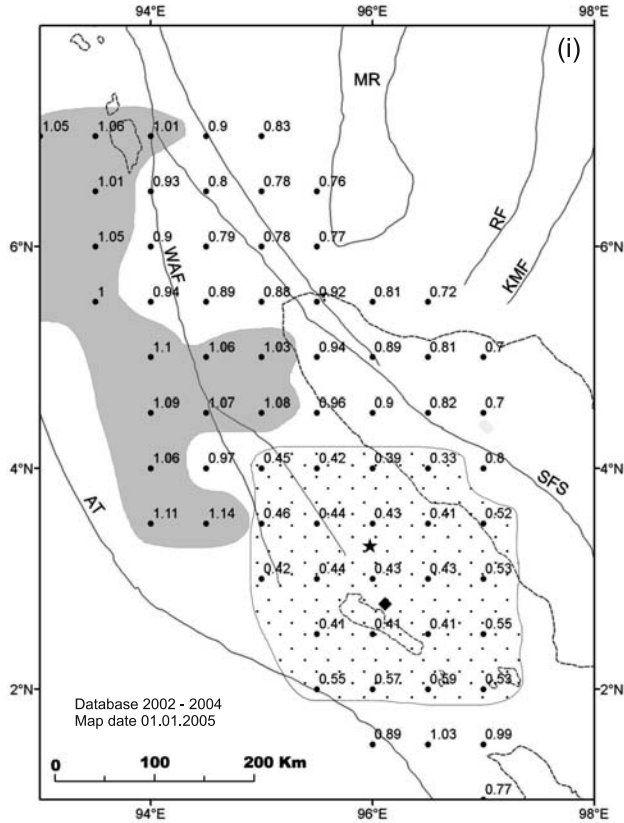 94°E 96°E 98°E
(i)
MR
1.05 1.06 1.01 0.9 0.83
1.01 0.93 0.8 0.78 0.76
RF
6°N 1.05 0.9 0.79 0.78 0.77 6°N
WAF
KMF
1 0.94 0.89 0.88 0.92 0.81 0.72
1.1 1.06 1.03 0.94 0.89 0.81 0.7
1.09 1.07 1.08 0.96 0.9 0.82 0.7
4°N 1.06 0.97 0.45 0.42 0.39 0.33 0.8 4°N
SFS
AT
1.11 1.14 0.46 0.44 0.43 0.41 0.52
0.42 0.44 0.43 0.43 0.53
0.41 0.41 0.41 0.55
2°N 0.55 0.57 0.59 0.53 2°N
Database 2002 - 2004
Map date 01.01.2005
0.89 1.03 0.99
0 100 200 Km
0.77
94°E 96°E 98°E